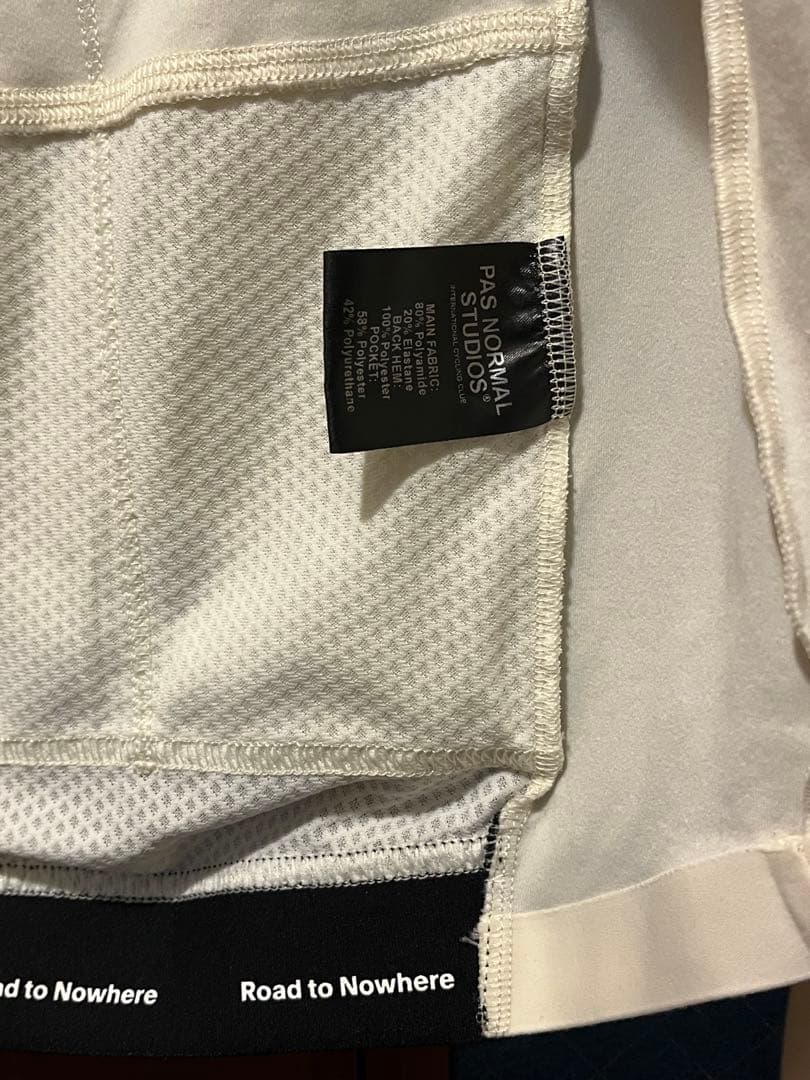 PAS NORMAL
STUDIOS®
INTERNATIONAL CYCLING CLUB
MAIN FABRIC:
80% Polyamide
20% Elastane
BACK HEM:
100% Polyester
POCKET:
58% Polyester
42% Polyurethane
d to Nowhere
Road to Nowhere